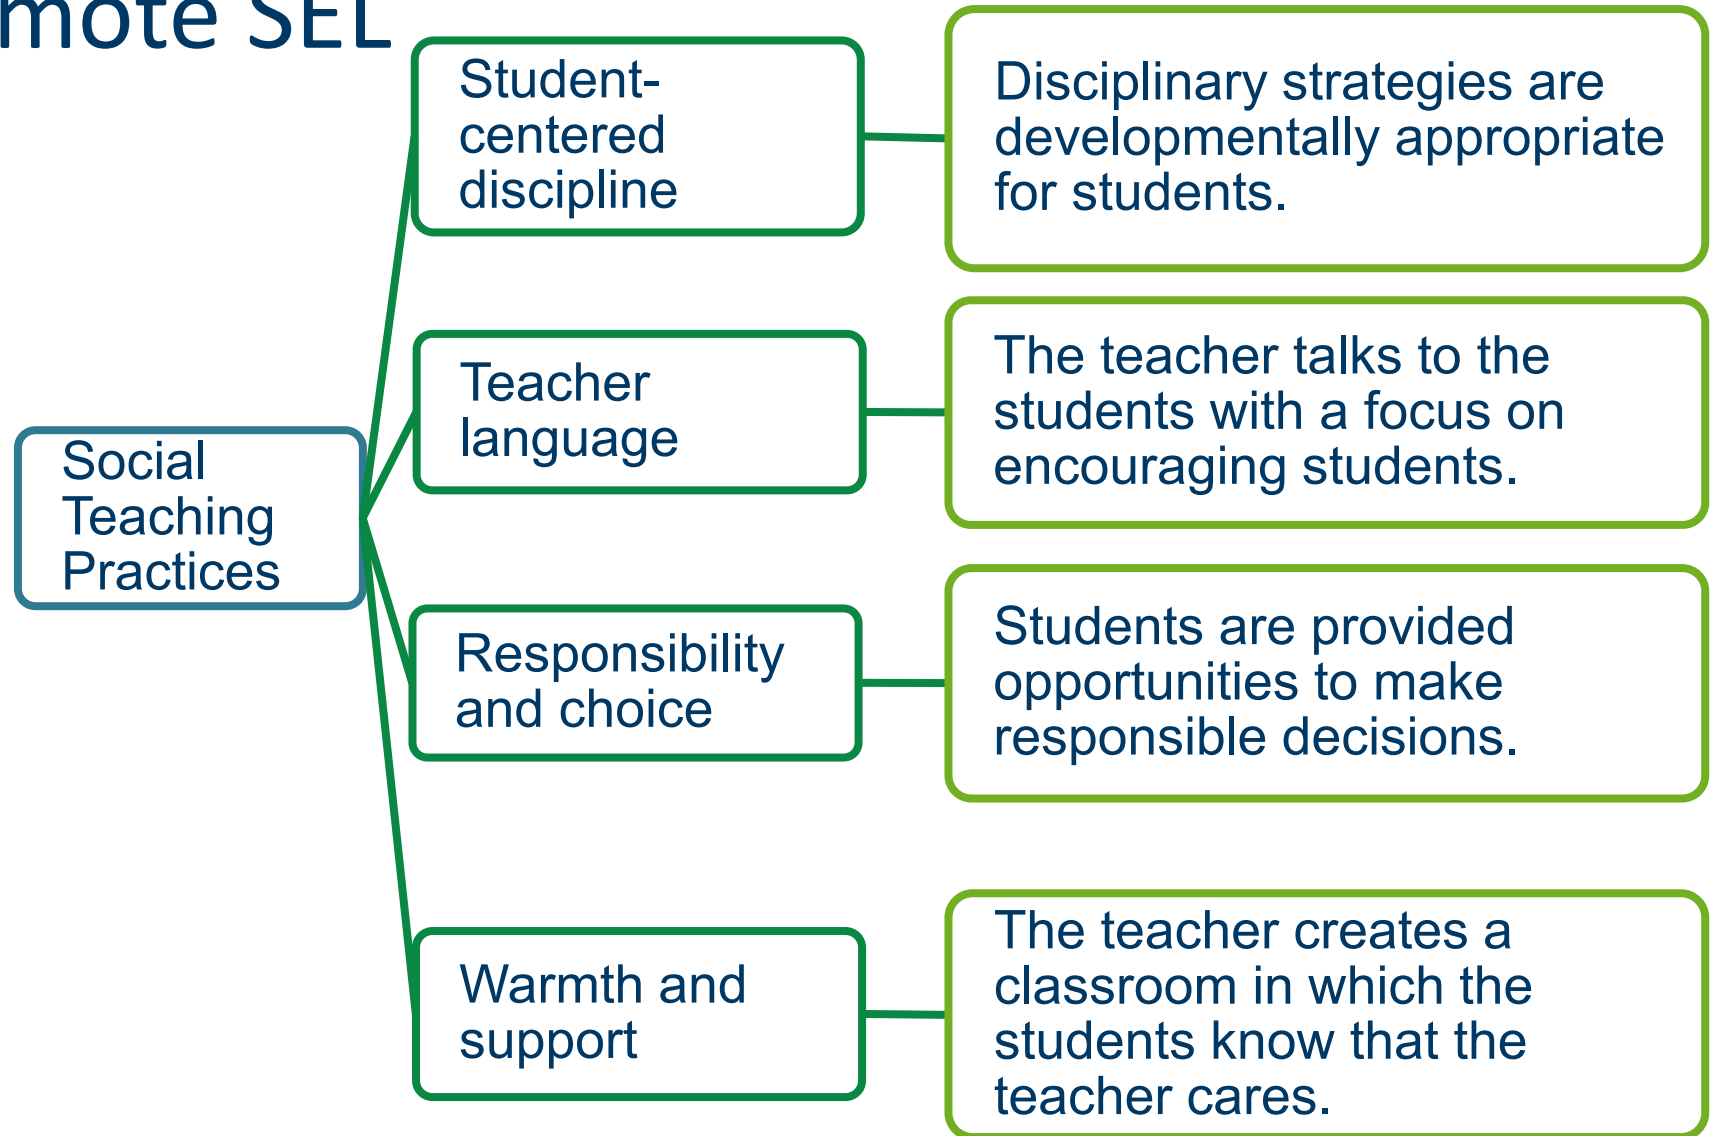 mote SEL
Student-
centered
discipline
Disciplinary strategies are
developmentally appropriate
for students.
Teacher
language
The teacher talks to the
students with a focus on
encouraging students.
Social
Teaching
Practices
Responsibility
and choice
Students are provided
opportunities to make
responsible decisions.
Warmth and
support
The teacher creates a
classroom in which the
students know that the
teacher cares.